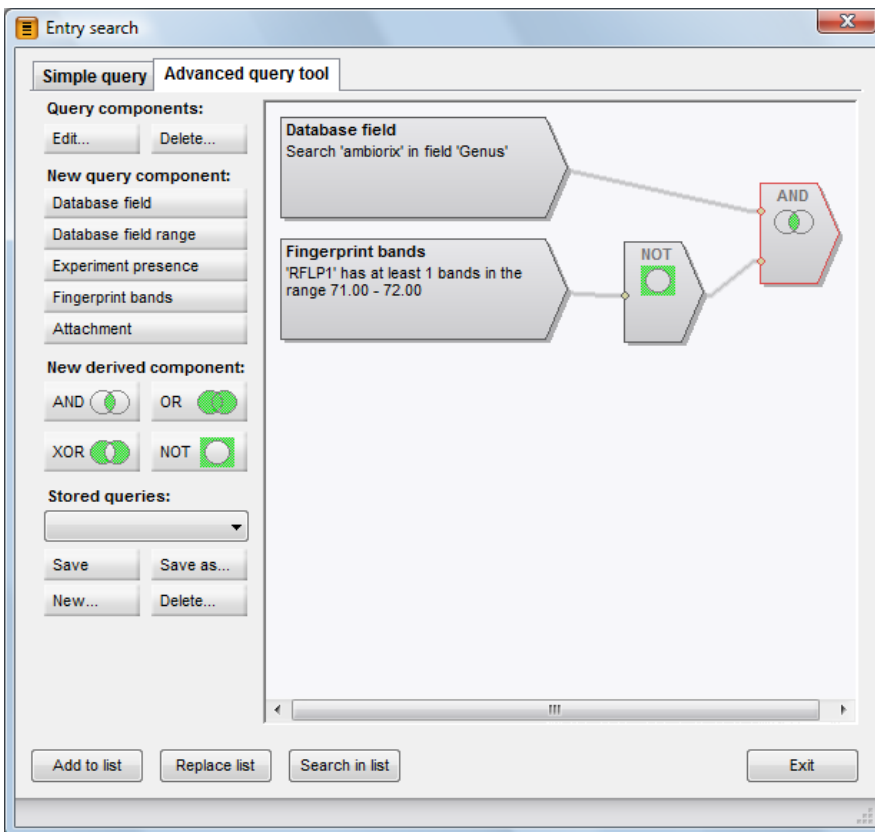 Entry search
Simple query
Advanced query tool
Query components:
Edit...
Delete...
New query component:
Database field
Database field range
Experiment presence
Fingerprint bands
Attachment
New derived component:
AND
OR
XOR
NOT
Stored queries:
Save
Save as...
New...
Delete...
Database field
Search 'ambiorix' in field 'Genus'
Fingerprint bands
'RFLP1' has at least 1 bands in the
range 71.00 - 72.00
NOT
AND
Add to list
Replace list
Search in list
Exit